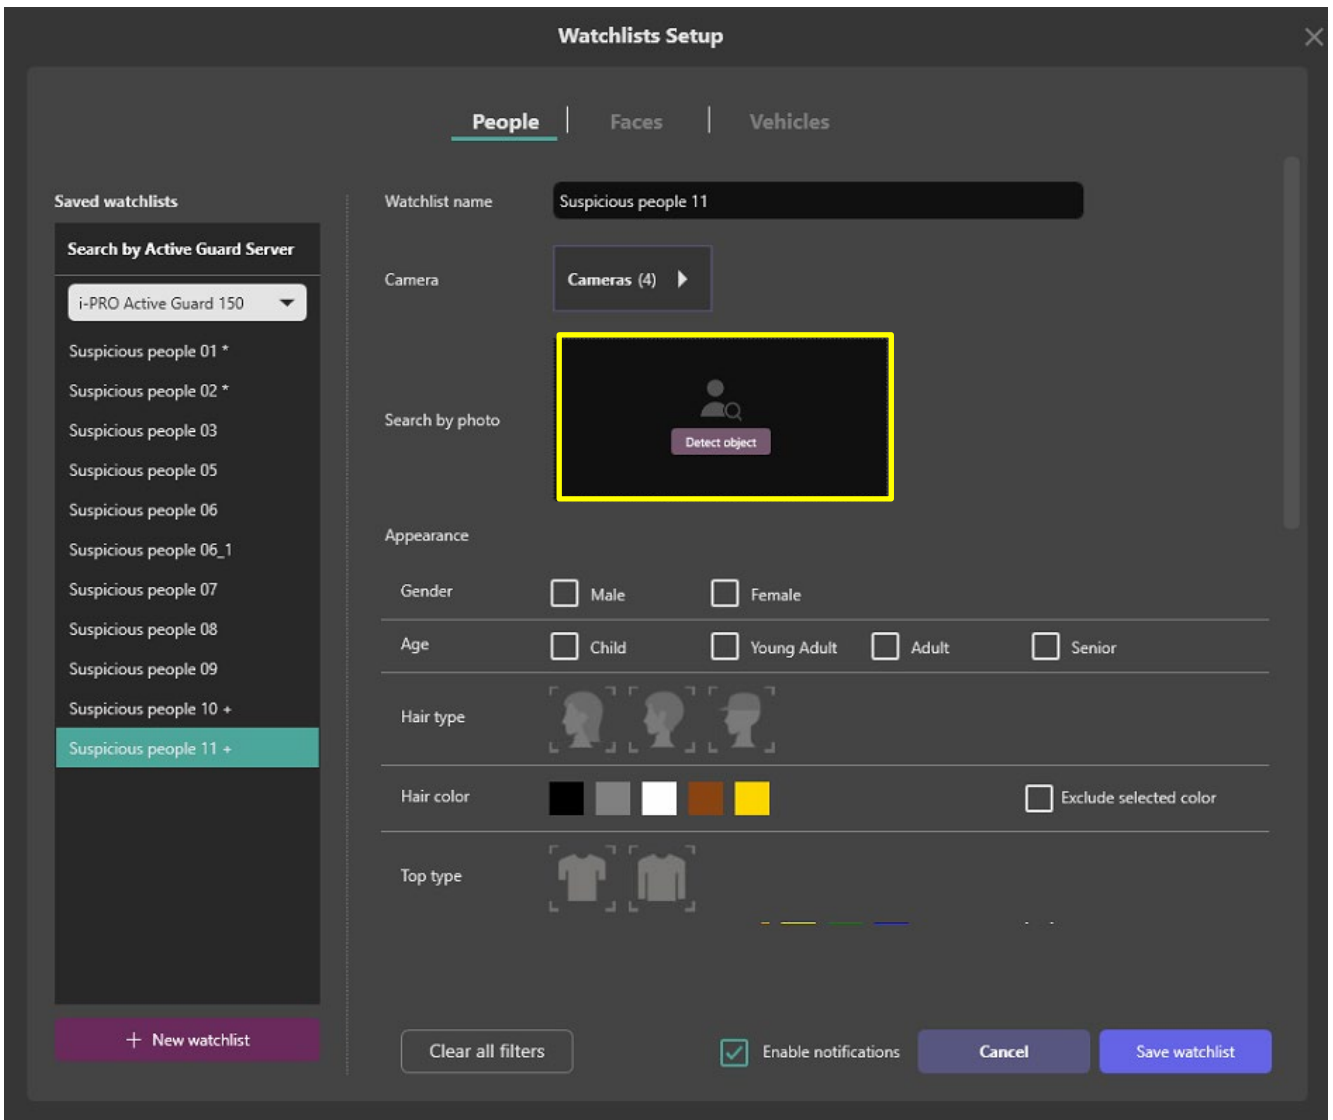 Watchlists Setup
People | Faces | Vehicles
Saved watchlists
Search by Active Guard Server
i-PRO Active Guard 150
Suspicious people 01 *
Suspicious people 02 *
Suspicious people 03
Suspicious people 05
Suspicious people 06
Suspicious people 06_1
Suspicious people 07
Suspicious people 08
Suspicious people 09
Suspicious people 10 +
Suspicious people 11 +
+ New watchlist
Watchlist name Suspicious people 11
Camera Cameras (4)
Search by photo Detect object
Appearance
Gender Male Female
Age Child Young Adult Adult Senior
Hair type
Hair color Exclude selected color
Top type
Clear all filters Enable notifications Cancel Save watchlist